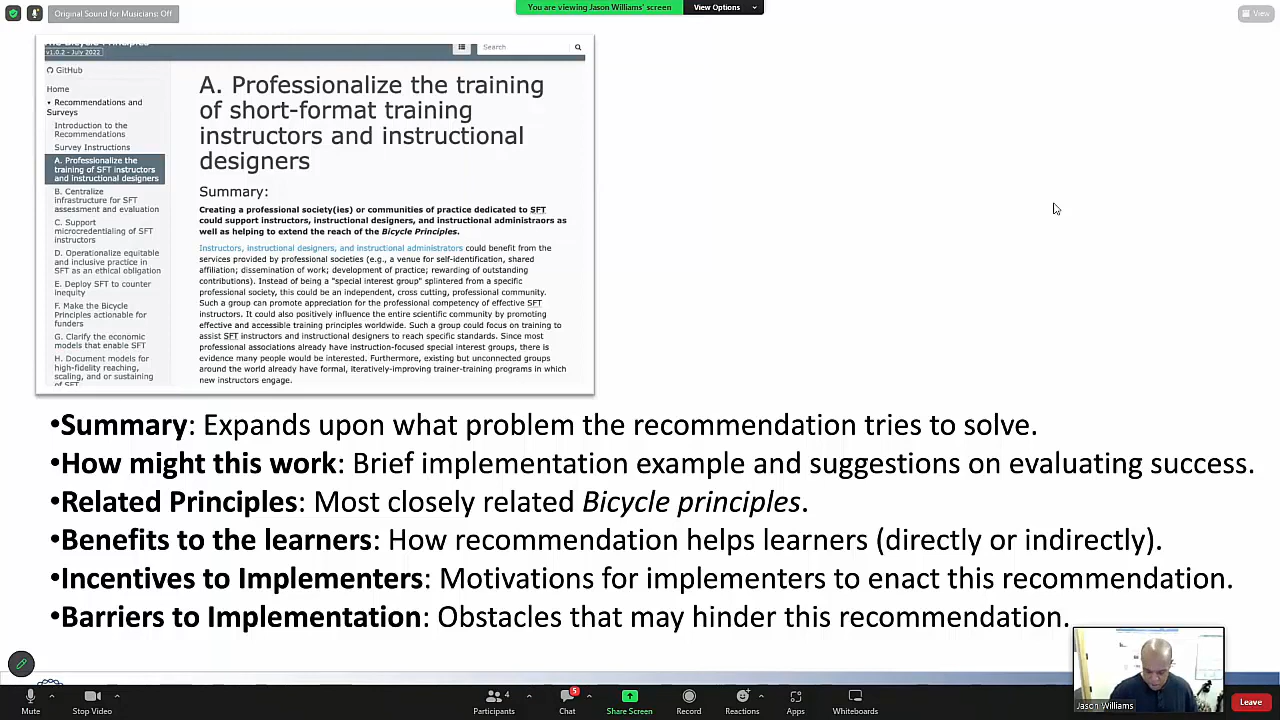 Original Sound for Musicians: Off
You are viewing Jason Williams' screen
View Options
View
The Bicycle Principles
v1.0.2 - July 2022
Search
GitHub
Home
Recommendations and
Surveys
Introduction to the
Recommendations
Survey Instructions
A. Professionalize the
training of SFT instructors
and instructional designers
B. Centralize
infrastructure for SFT
assessment and evaluation
C. Support
microcredentialing of SFT
instructors
D. Operationalize equitable
and inclusive practice in
SFT as an ethical obligation
E. Deploy SFT to counter
inequity
F. Make the Bicycle
Principles actionable for
funders
G. Clarify the economic
models that enable SFT
H. Document models for
high-fidelity reaching,
scaling, and/or sustaining
of SFT
A. Professionalize the training
of short-format training
instructors and instructional
designers
Summary:
Creating a professional society(ies) or communities of practice dedicated to SFT
could support instructors, instructional designers, and instructional administraors as
well as helping to extend the reach of the Bicycle Principles.
Instructors, instructional designers, and instructional administrators could benefit from the
services provided by professional societies (e.g., a venue for self-identification, shared
affiliation; dissemination of work; development of practice; rewarding of outstanding
contributions). Instead of being a "special interest group" splintered from a specific
professional society, this could be an independent, cross cutting, professional community.
Such a group can promote appreciation for the professional competency of effective SFT
instructors. It could also positively influence the entire scientific community by promoting
effective and accessible training principles worldwide. Such a group could focus on training to
assist SFT instructors and instructional designers to reach specific standards. Since most
professional associations already have instruction-focused special interest groups, there is
evidence many people would be interested. Furthermore, existing but unconnected groups
around the world already have formal, iteratively-improving trainer-training programs in which
new instructors engage.
•Summary: Expands upon what problem the recommendation tries to solve.
•How might this work: Brief implementation example and suggestions on evaluating success.
•Related Principles: Most closely related Bicycle principles.
•Benefits to the learners: How recommendation helps learners (directly or indirectly).
•Incentives to Implementers: Motivations for implementers to enact this recommendation.
•Barriers to Implementation: Obstacles that may hinder this recommendation.
Jason Williams
Mute
Stop Video
Participants
4
Chat
5
Share Screen
Record
Reactions
Apps
Whiteboards
Leave